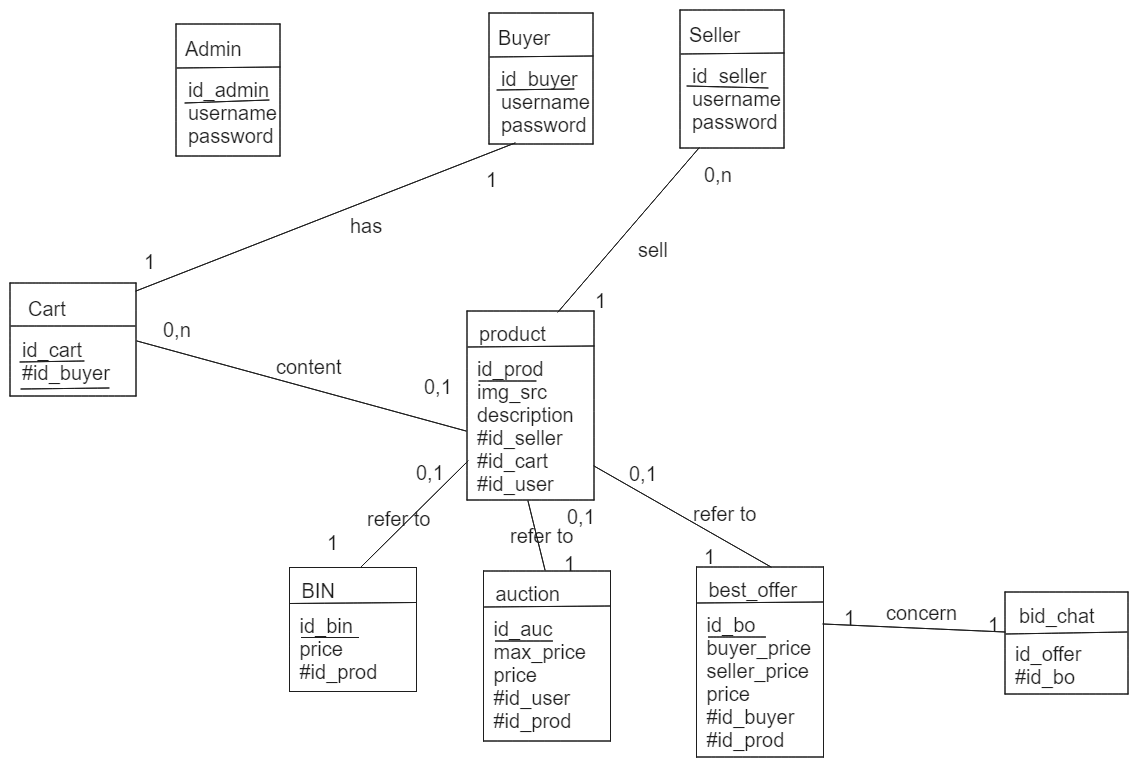 Admin
id_admin
username
password
Buyer
id_buyer
username
password
Seller
id_seller
username
password
1
0,n
has
sell
1
1
Cart
id_cart
#id_buyer
0,n
content
0,1
product
id_prod
img_src
description
#id_seller
#id_cart
#id_user
0,1
0,1
0,1
refer to
refer to
refer to
1
1
1
BIN
id_bin
price
#id_prod
auction
id_auc
max_price
price
#id_user
#id_prod
best_offer
id_bo
buyer_price
seller_price
price
#id_buyer
#id_prod
1
concern
1
bid_chat
id_offer
#id_bo